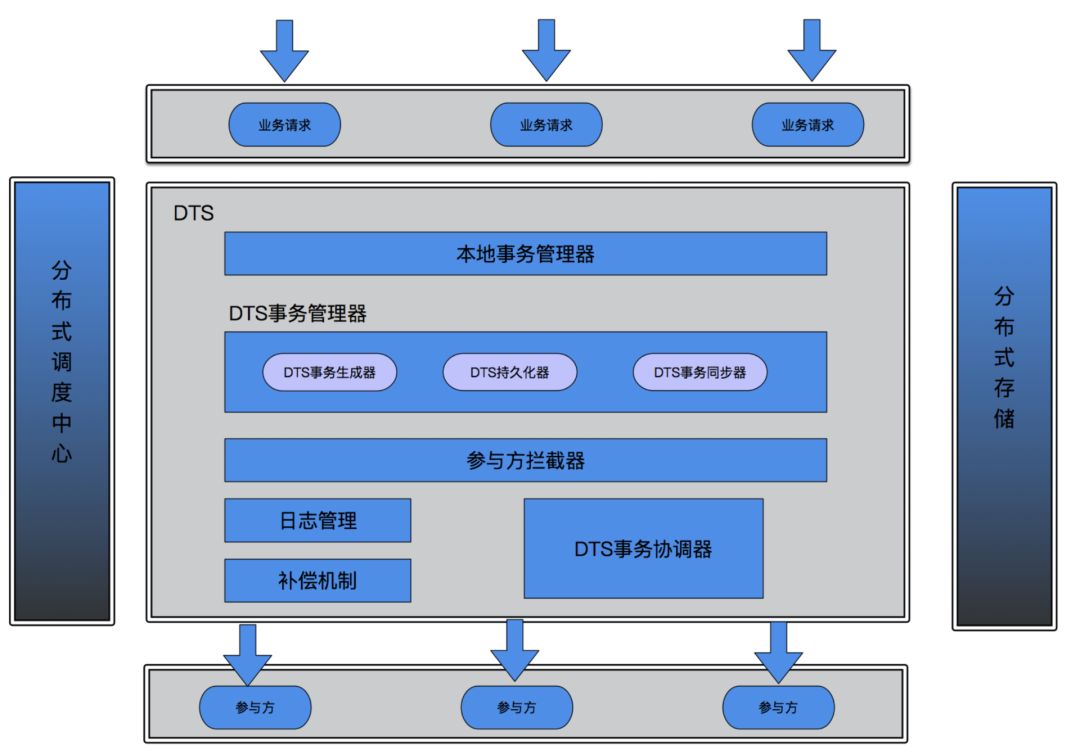 业务请求
业务请求
业务请求
分布式调度中心
DTS
本地事务管理器
DTS事务管理器
DTS事务生成器
DTS持久化器
DTS事务同步器
参与方拦截器
日志管理
补偿机制
DTS事务协调器
分布式存储
参与方
参与方
参与方